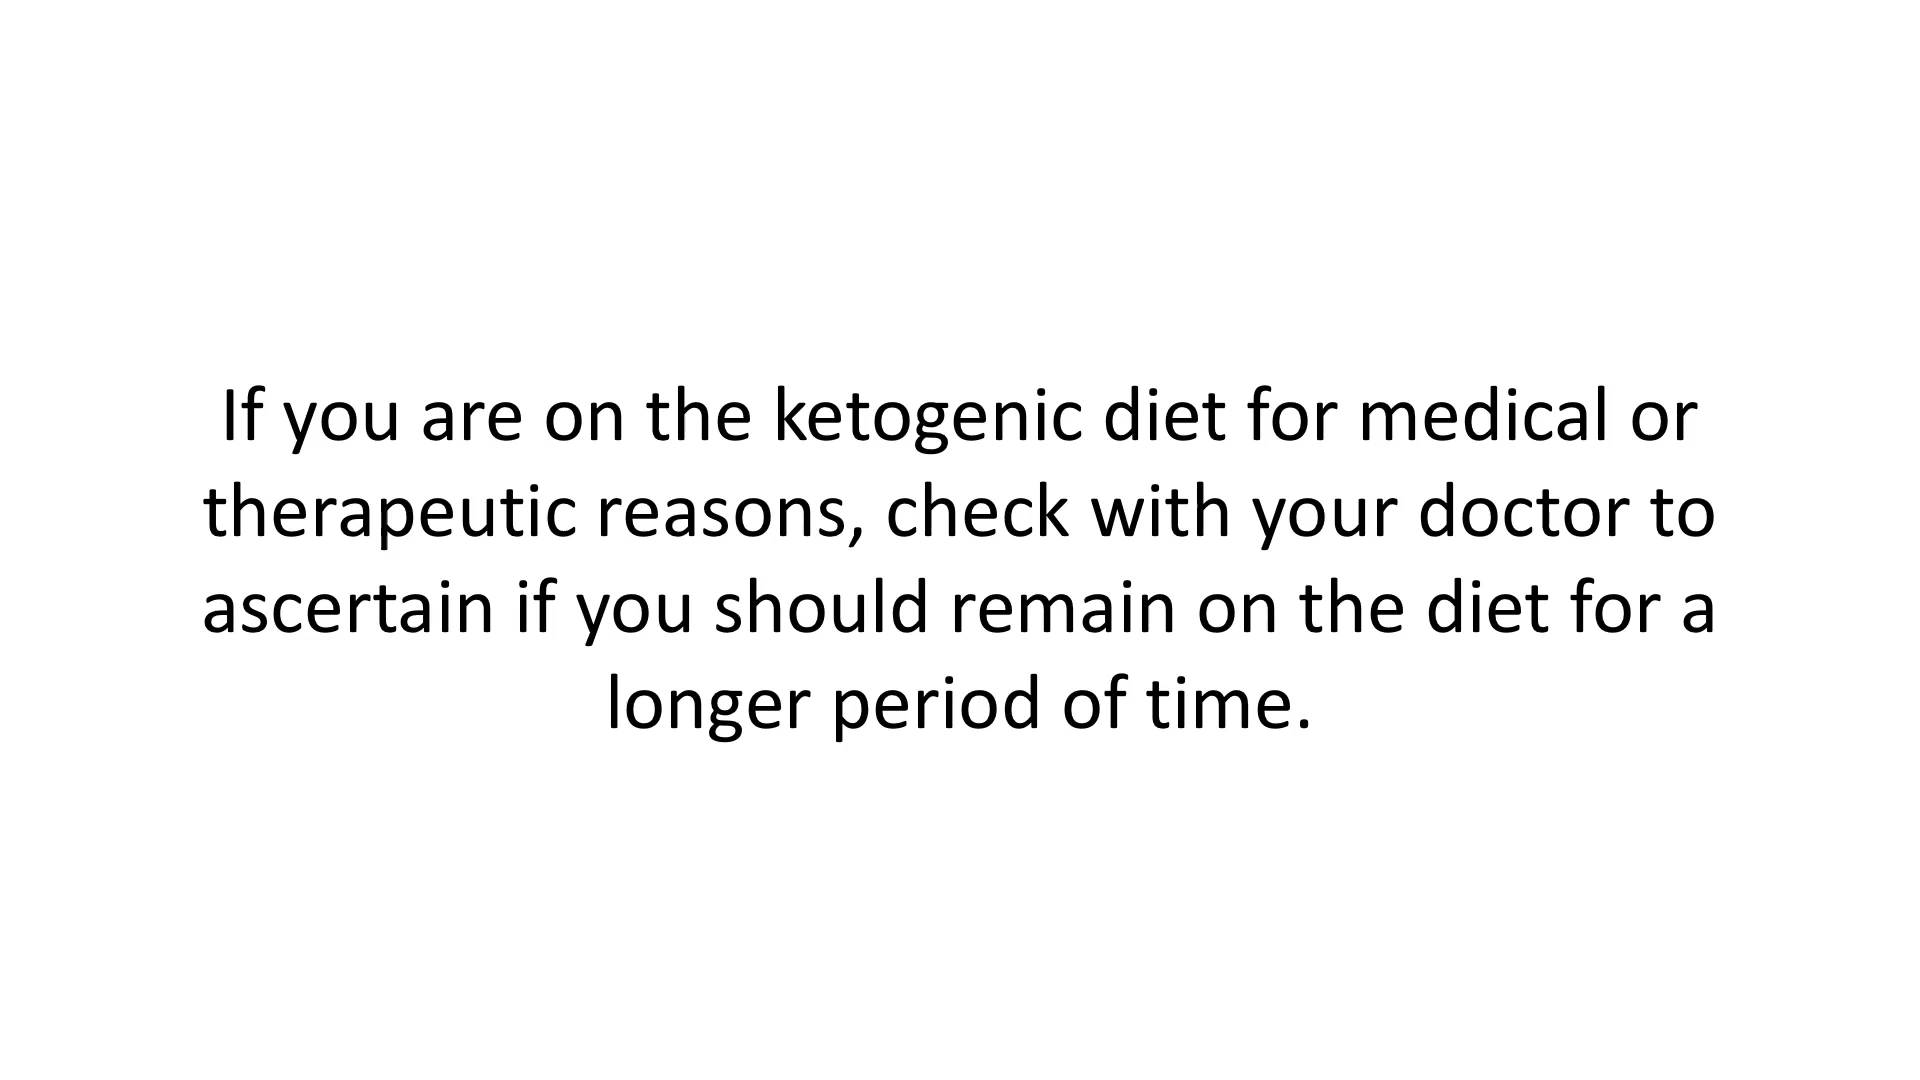 If you are on the ketogenic diet for medical or
therapeutic reasons, check with your doctor to
ascertain if you should remain on the diet for a
longer period of time.